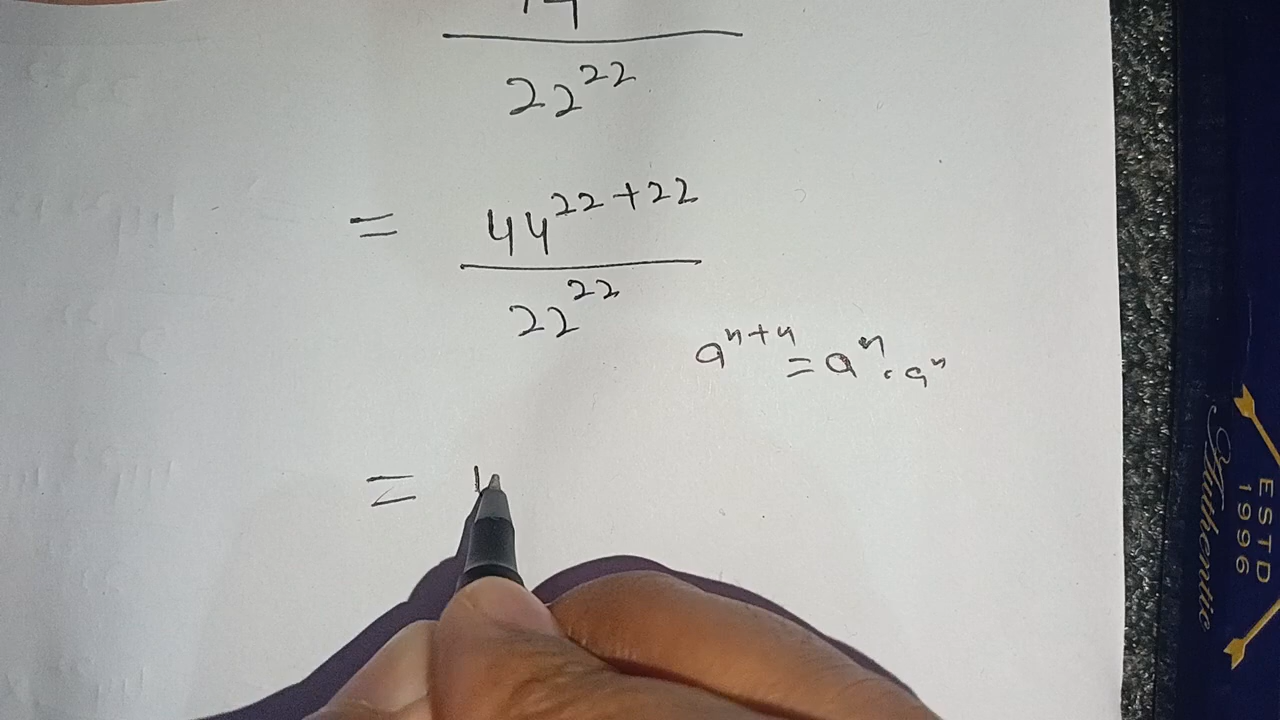 22^22
= 44^22+22
22^22
a^n+n = a^n . a^n
=
Authentic
ESTD
1996